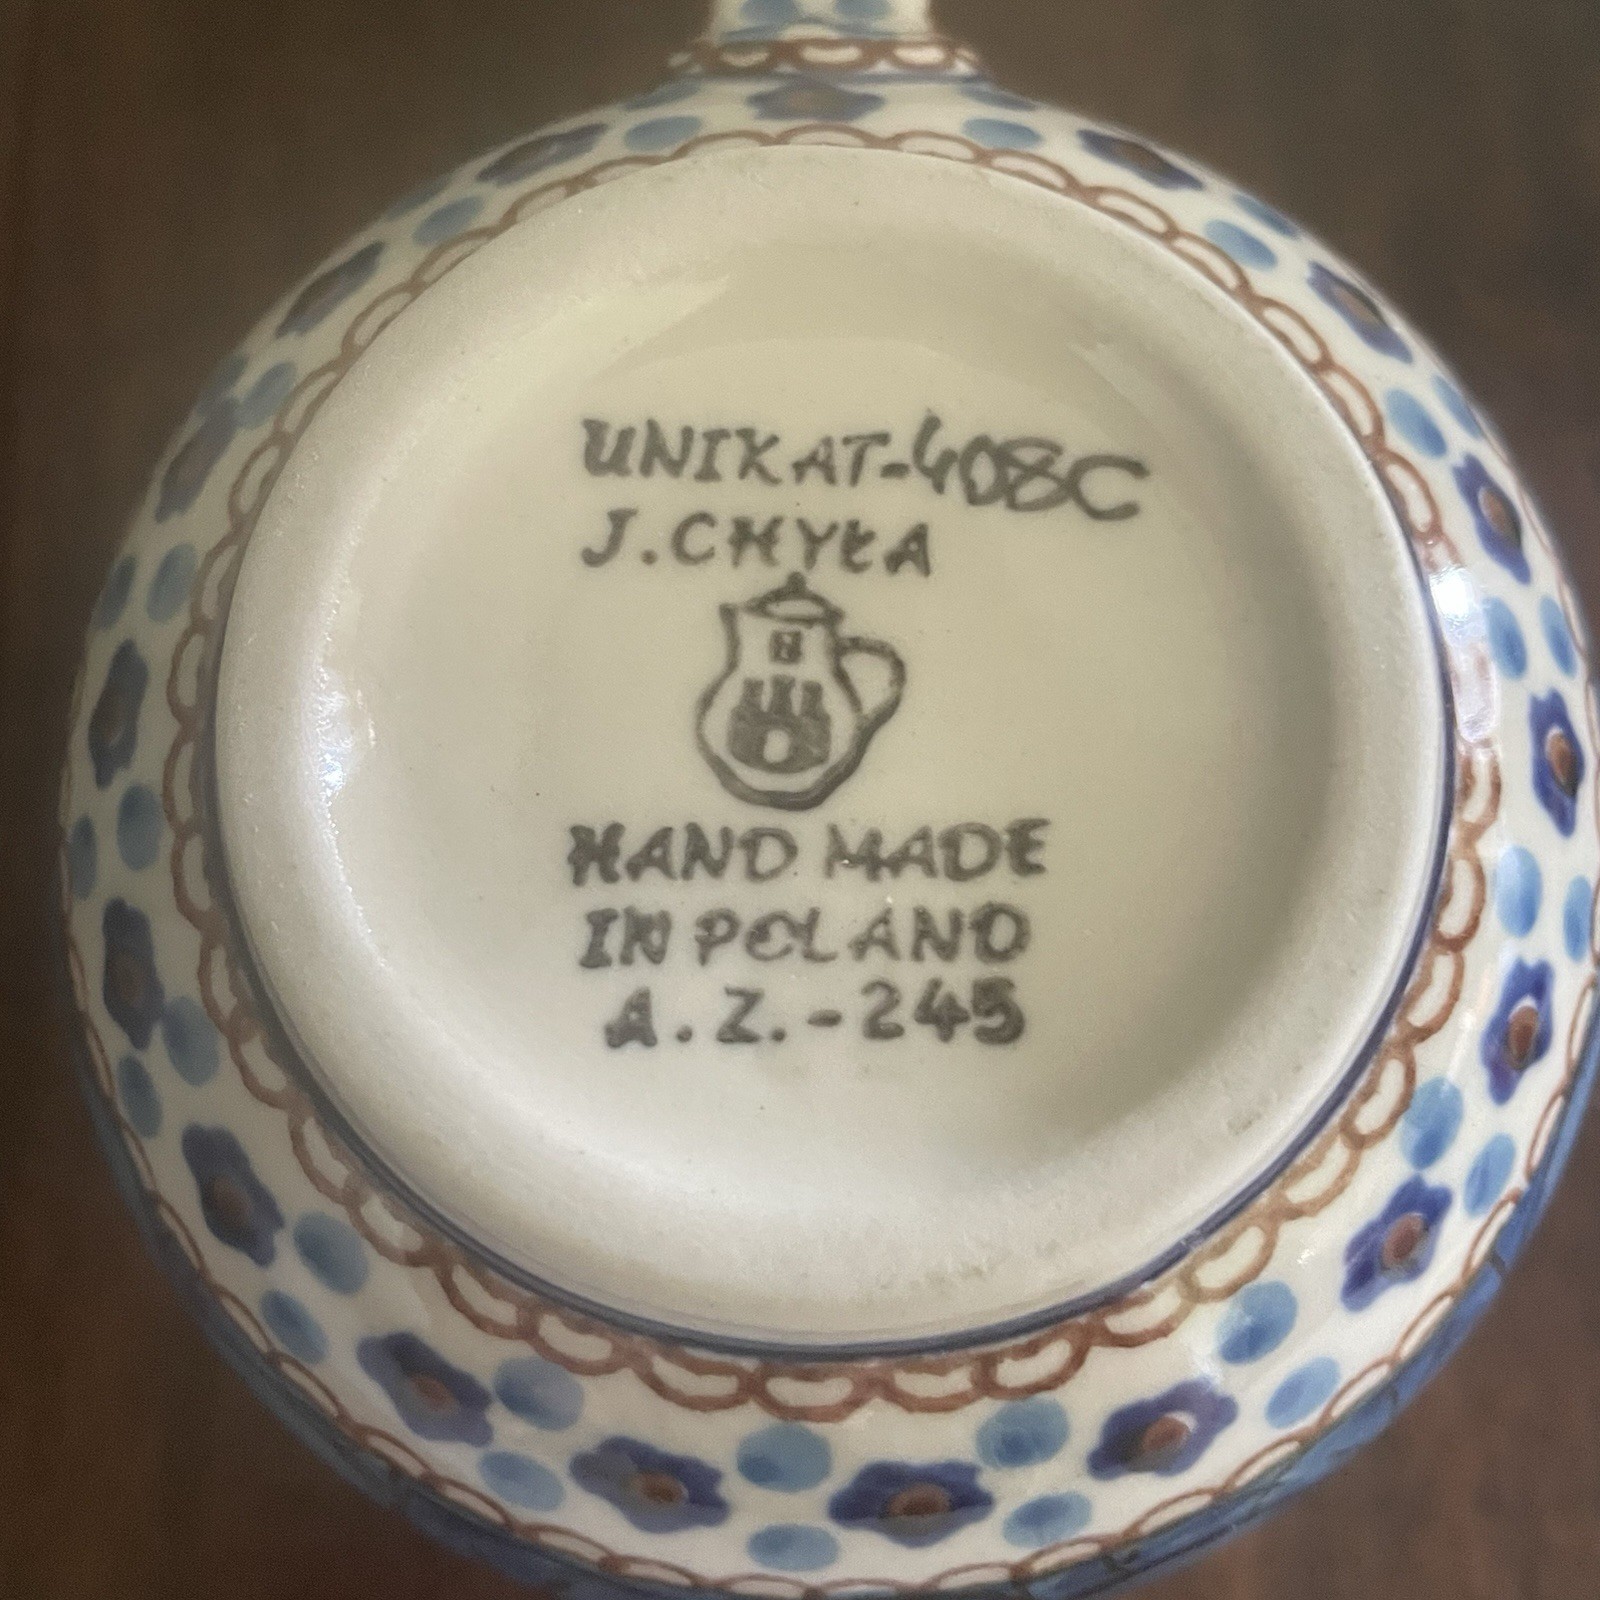 UNIKAT-408C
J.CHYŁA
HAND MADE
IN POLAND
A.Z.-245